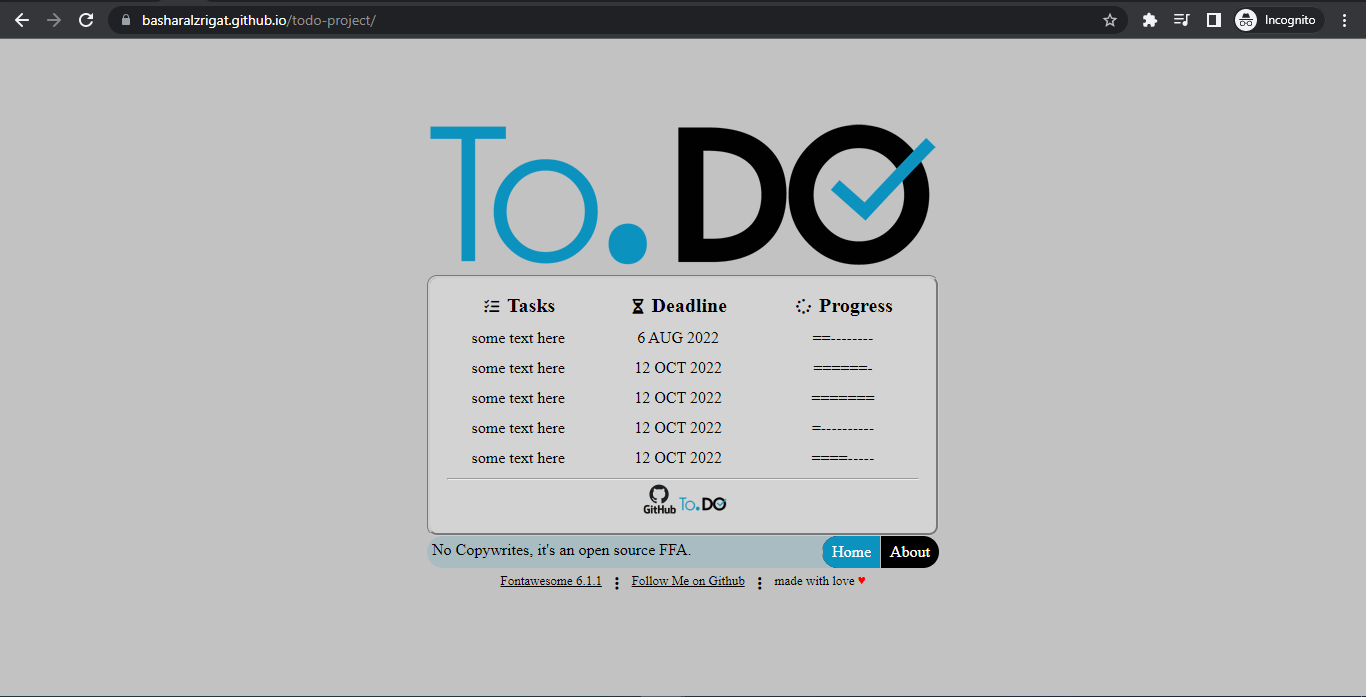 basharalzrigat.github.io/todo-project/
Incognito
To.DO
Tasks Deadline Progress
some text here 6 AUG 2022 ==--------
some text here 12 OCT 2022 ======-
some text here 12 OCT 2022 =======
some text here 12 OCT 2022 =----------
some text here 12 OCT 2022 ====-----
GitHub To.DO
No Copywrites, it's an open source FFA. Home About
Fontawesome 6.1.1 Follow Me on Github made with love ♥